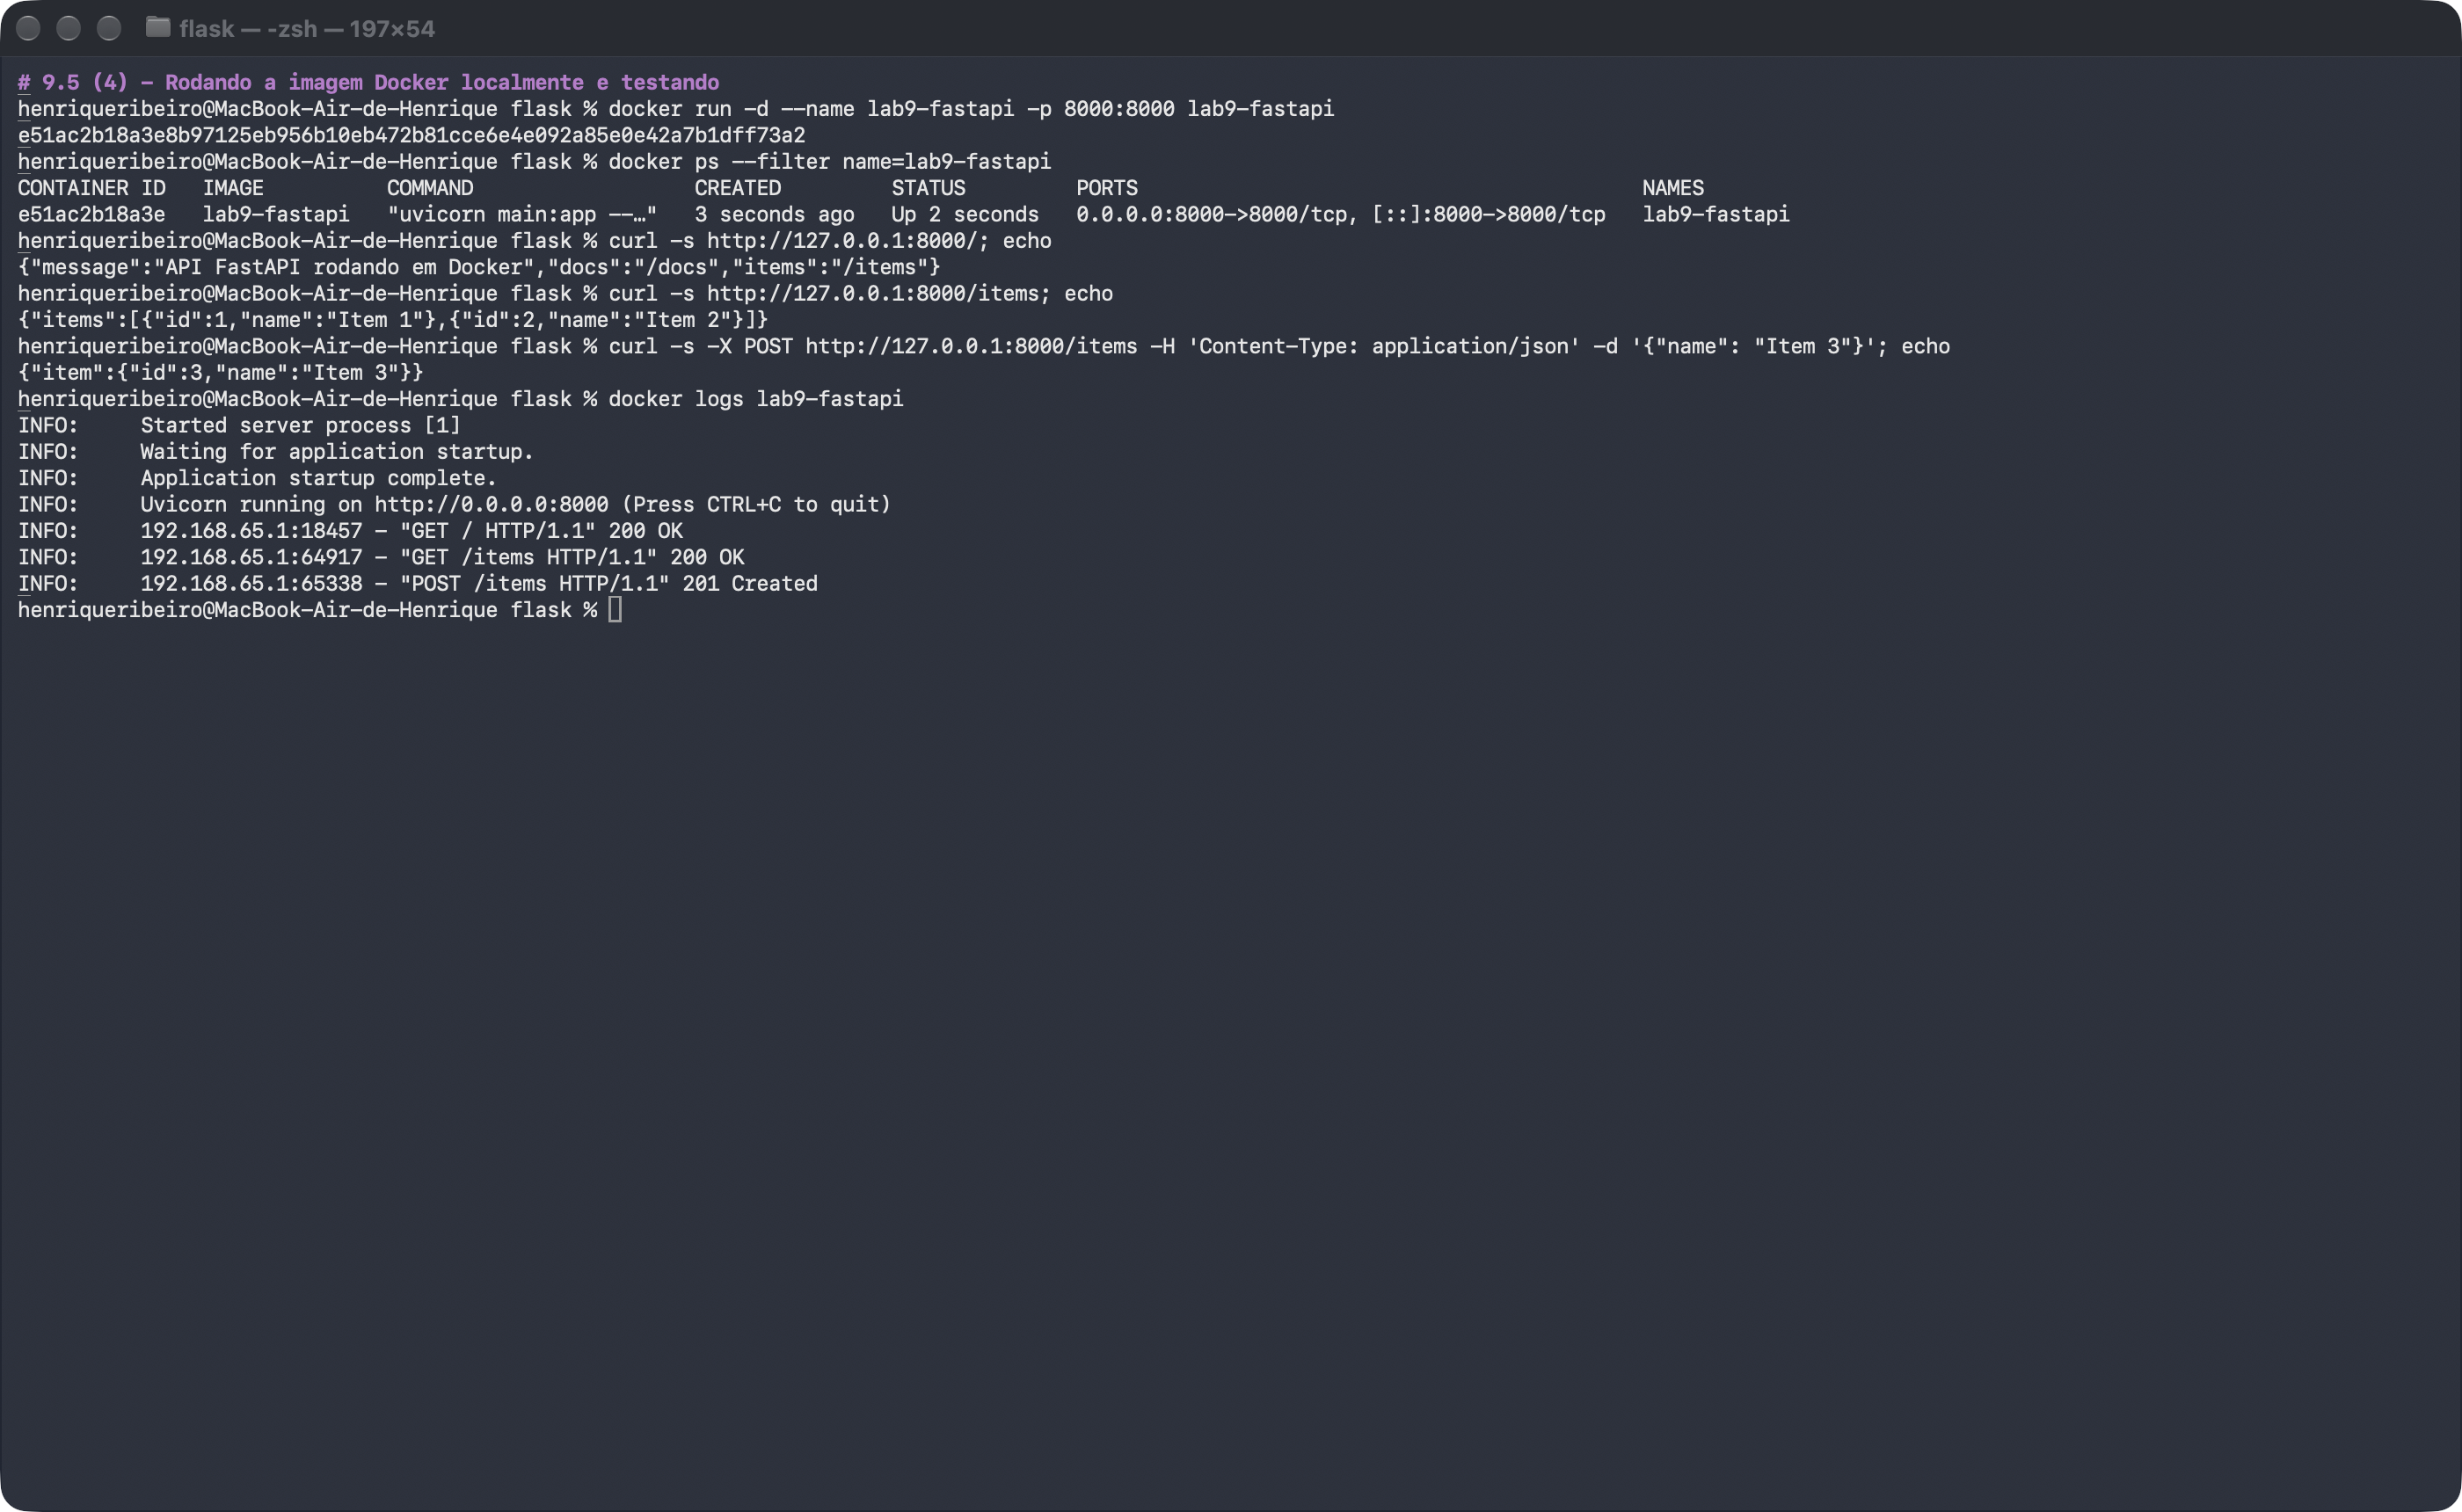 flask — -zsh — 197×54
# 9.5 (4) – Rodando a imagem Docker localmente e testando
henriqueribeiro@MacBook-Air-de-Henrique flask % docker run -d --name lab9-fastapi -p 8000:8000 lab9-fastapi
e51ac2b18a3e8b97125eb956b10eb472b81cce6e4e092a85e0e42a7b1dff73a2
henriqueribeiro@MacBook-Air-de-Henrique flask % docker ps --filter name=lab9-fastapi
CONTAINER ID   IMAGE          COMMAND                  CREATED         STATUS         PORTS                                         NAMES
e51ac2b18a3e   lab9-fastapi   "uvicorn main:app --…"   3 seconds ago   Up 2 seconds   0.0.0.0:8000->8000/tcp, [::]:8000->8000/tcp   lab9-fastapi
henriqueribeiro@MacBook-Air-de-Henrique flask % curl -s http://127.0.0.1:8000/; echo
{"message":"API FastAPI rodando em Docker","docs":"/docs","items":"/items"}
henriqueribeiro@MacBook-Air-de-Henrique flask % curl -s http://127.0.0.1:8000/items; echo
{"items":[{"id":1,"name":"Item 1"},{"id":2,"name":"Item 2"}]}
henriqueribeiro@MacBook-Air-de-Henrique flask % curl -s -X POST http://127.0.0.1:8000/items -H 'Content-Type: application/json' -d '{"name": "Item 3"}'; echo
{"item":{"id":3,"name":"Item 3"}}
henriqueribeiro@MacBook-Air-de-Henrique flask % docker logs lab9-fastapi
INFO:     Started server process [1]
INFO:     Waiting for application startup.
INFO:     Application startup complete.
INFO:     Uvicorn running on http://0.0.0.0:8000 (Press CTRL+C to quit)
INFO:     192.168.65.1:18457 - "GET / HTTP/1.1" 200 OK
INFO:     192.168.65.1:64917 - "GET /items HTTP/1.1" 200 OK
INFO:     192.168.65.1:65338 - "POST /items HTTP/1.1" 201 Created
henriqueribeiro@MacBook-Air-de-Henrique flask %